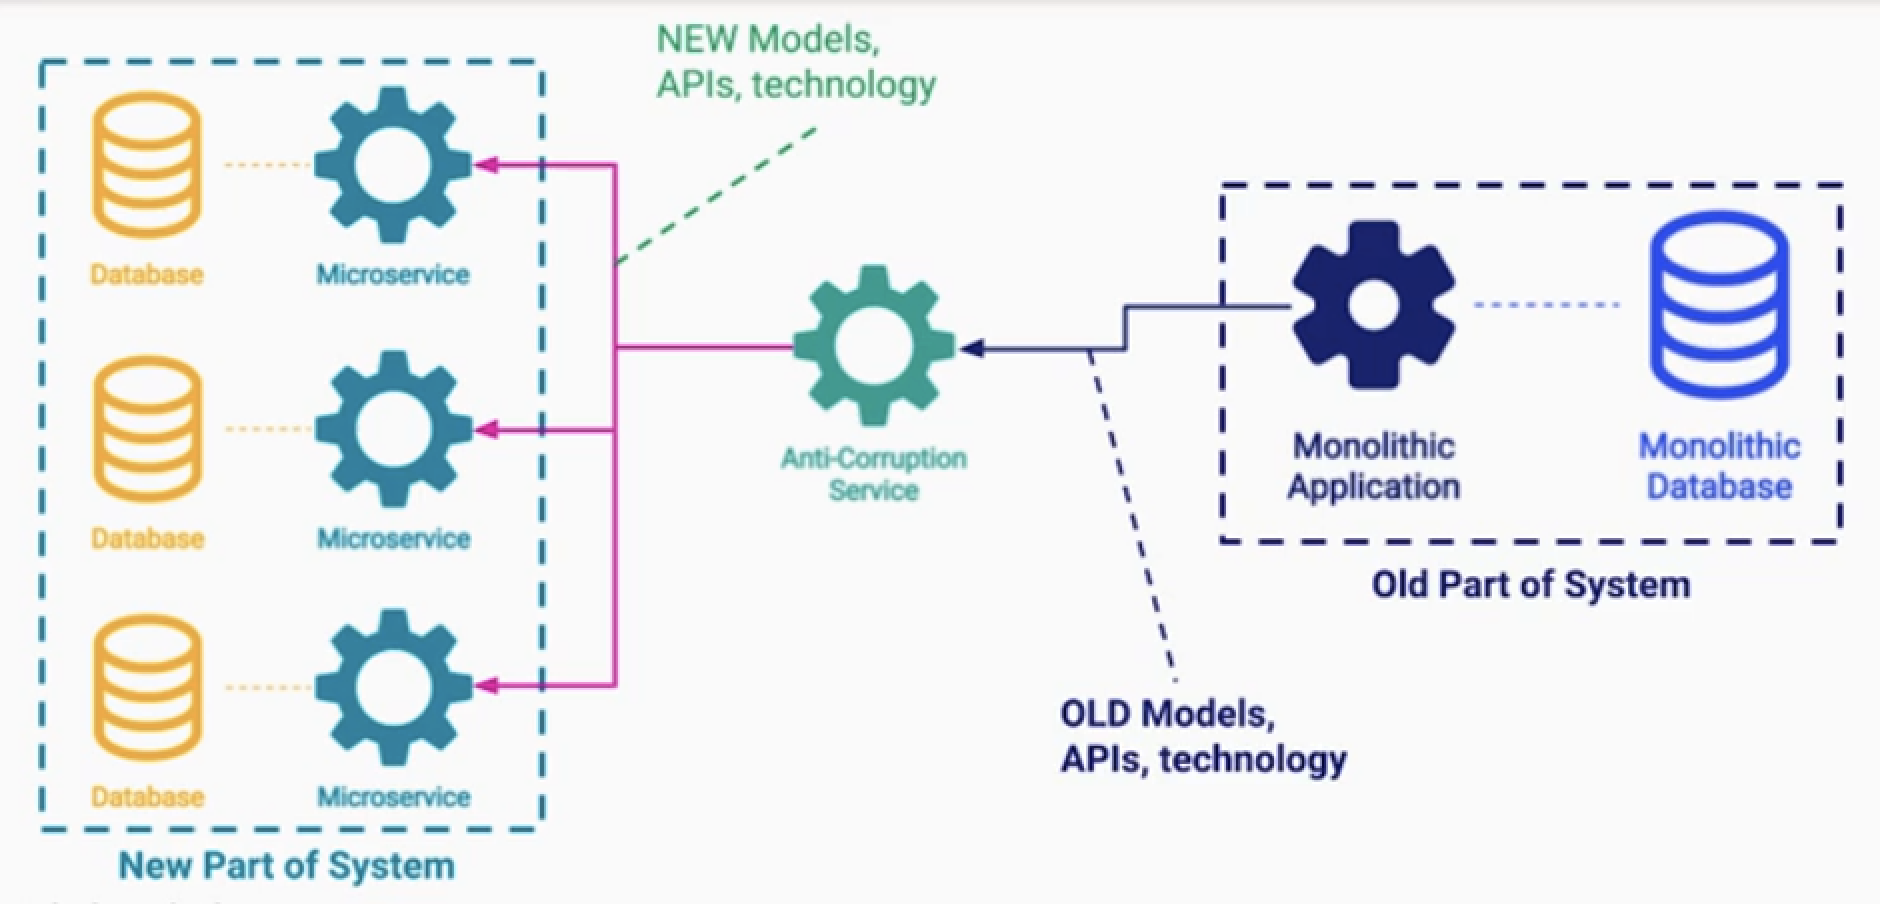 NEW Models,
APIs, technology
Database
Microservice
Database
Microservice
Database
Microservice
New Part of System
Anti-Corruption
Service
Monolithic
Application
Monolithic
Database
Old Part of System
OLD Models,
APIs, technology